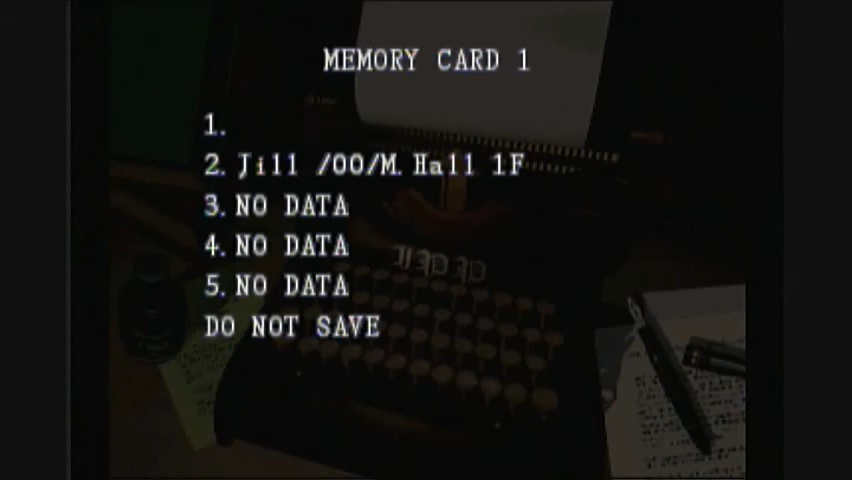 MEMORY CARD 1
1.
2. Jill /00/M. Hall 1F
3. NO DATA
4. NO DATA
5. NO DATA
DO NOT SAVE